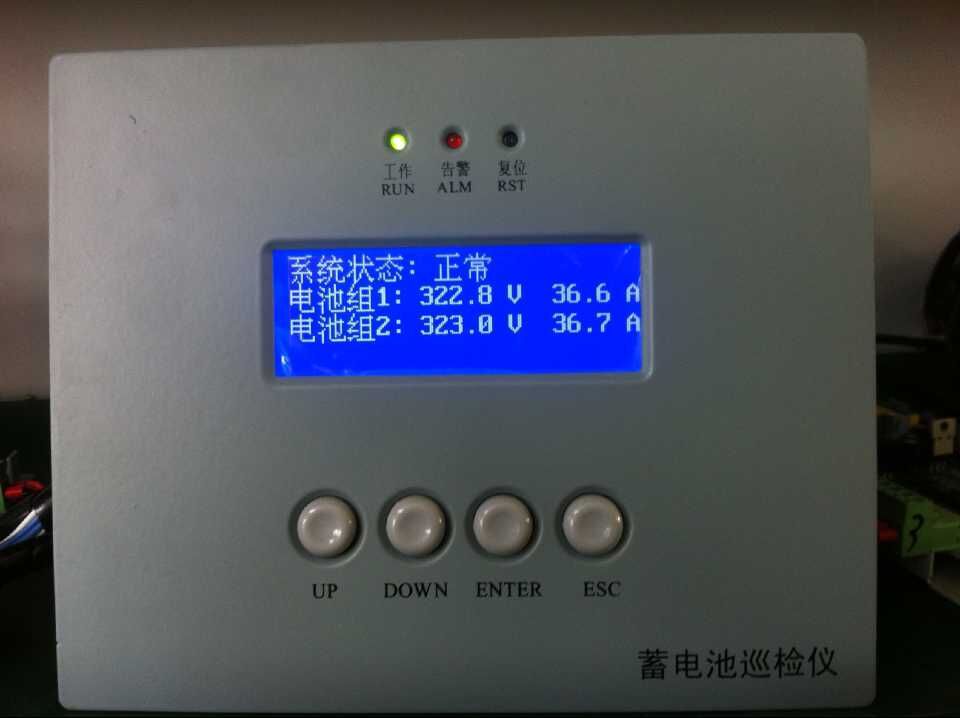 工作 告警 复位
RUN ALM RST
系统状态: 正常
电池组1: 322.8 V 36.6 A
电池组2: 323.0 V 36.7 A
UP DOWN ENTER ESC
蓄电池巡检仪
3